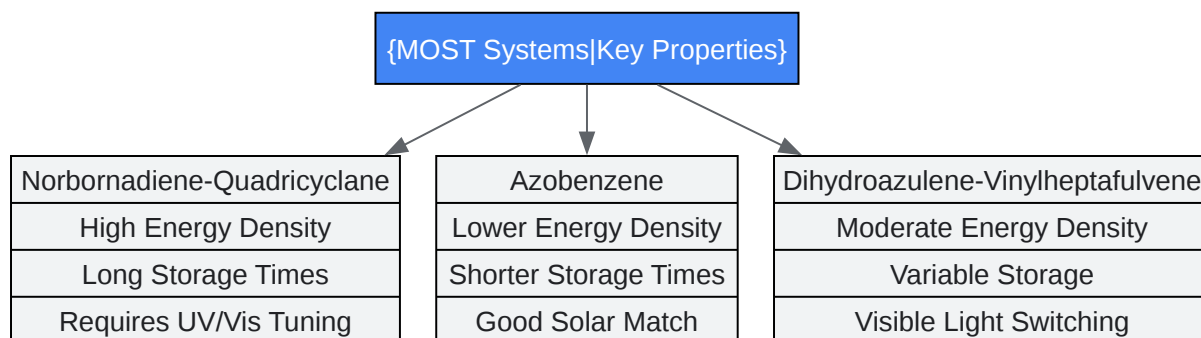 {MOST Systems|Key Properties}
Norbornadiene-Quadricyclane
High Energy Density
Long Storage Times
Requires UV/Vis Tuning
Azobenzene
Lower Energy Density
Shorter Storage Times
Good Solar Match
Dihydroazulene-Vinylheptafulvene
Moderate Energy Density
Variable Storage
Visible Light Switching